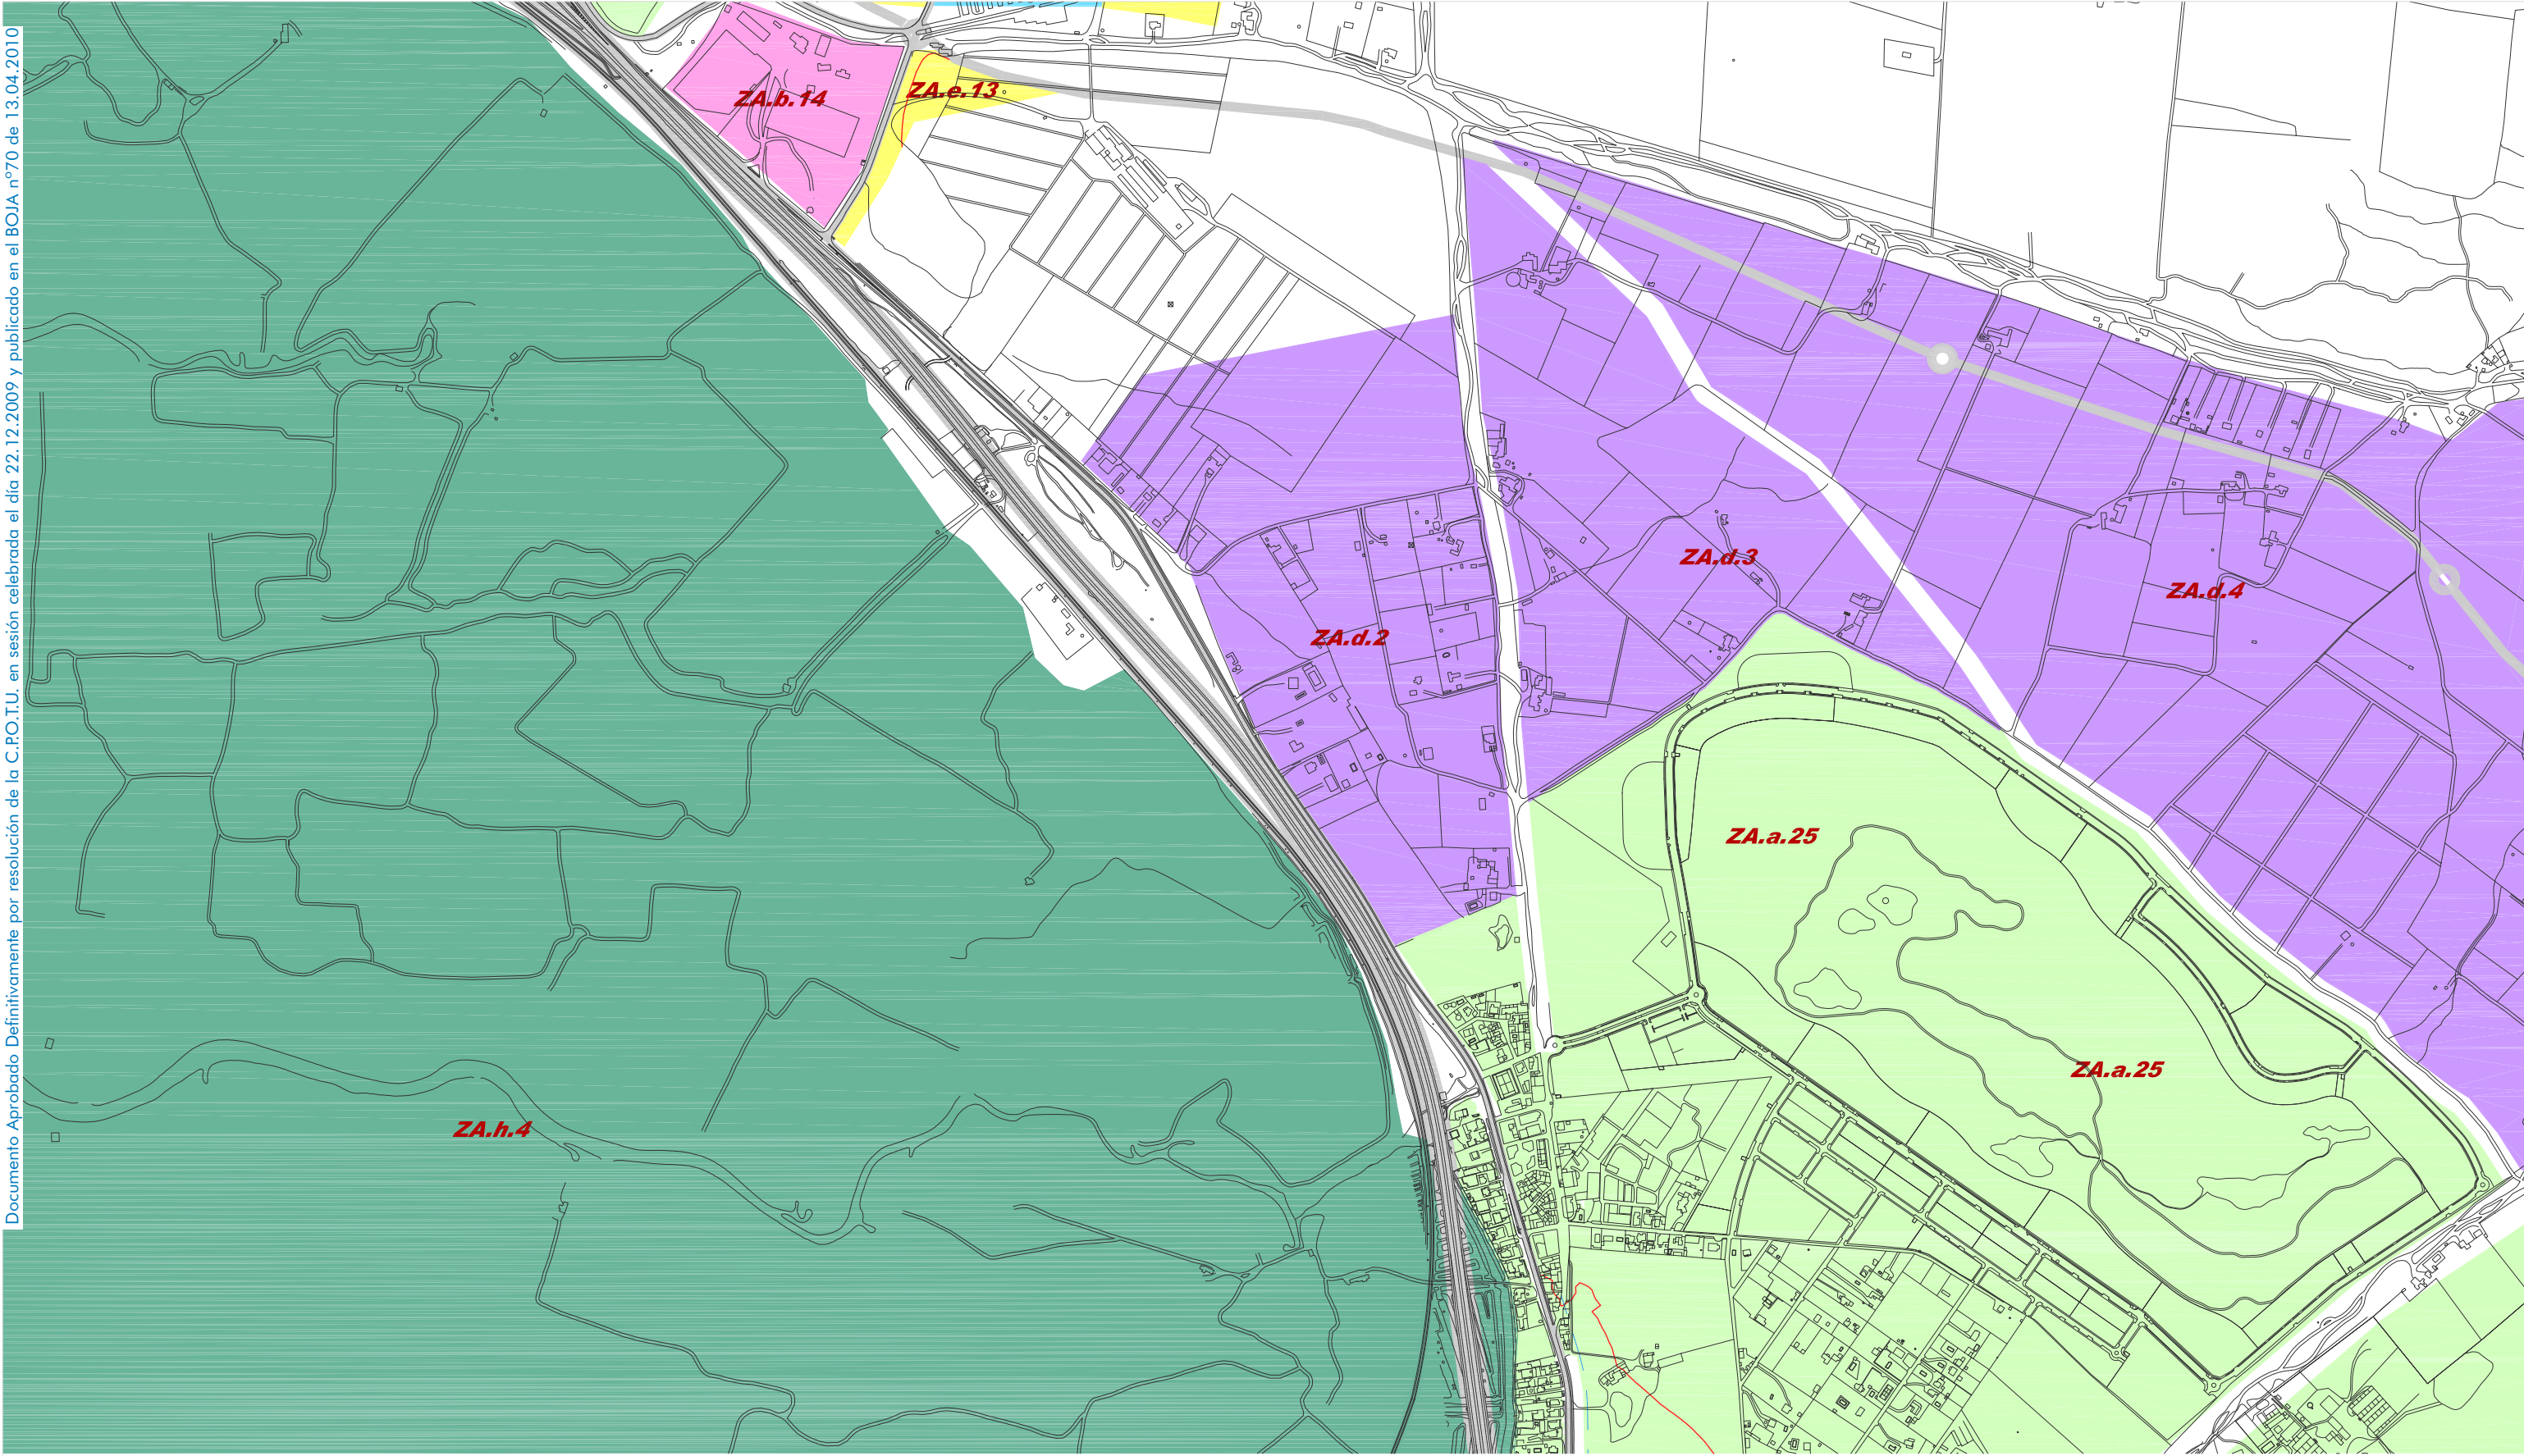 Documento Aprobado Definitivamente por resolución de la C.P.O.T.U. en sesión celebrada el día 22.12.2009 y publicado en el BOJA nº70 de 13.04.2010
ZA.b.14
ZA.e.13
ZA.d.3
ZA.d.4
ZA.d.2
ZA.a.25
ZA.a.25
ZA.h.4